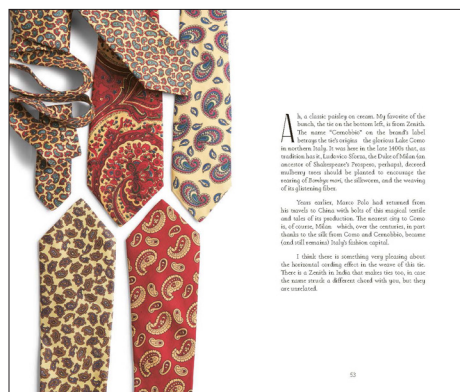 Ah, a classic paisley on cream. My favorite of the
bunch, the tie on the bottom left, is from Zenith.
The name "Cernobbio" on the brand's label
betrays the tie's origins the glorious Lake Como
in northern Italy. It was here in the late 1400s that, as
tradition has it, Ludovico Sforza, the Duke of Milan (an
ancestor of Shakespeare's Prospero, perhaps), decreed
mulberry trees should be planted to encourage the
rearing of Bombyx mori, the silkworm, and the weaving
of its glistening fiber.
Years earlier, Marco Polo had returned from
his travels to China with bolts of this magical textile
and tales of its production. The nearest city to Como
is, of course, Milan which, over the centuries, in part
thanks to the silk from Como and Cernobbio, became
(and still remains) Italy's fashion capital.
I think there is something very pleasing about
the horizontal cording effect in the weave of this tie.
There is a Zenith in India that makes ties too, in case
the name struck a different chord with you, but they
are unrelated.
53